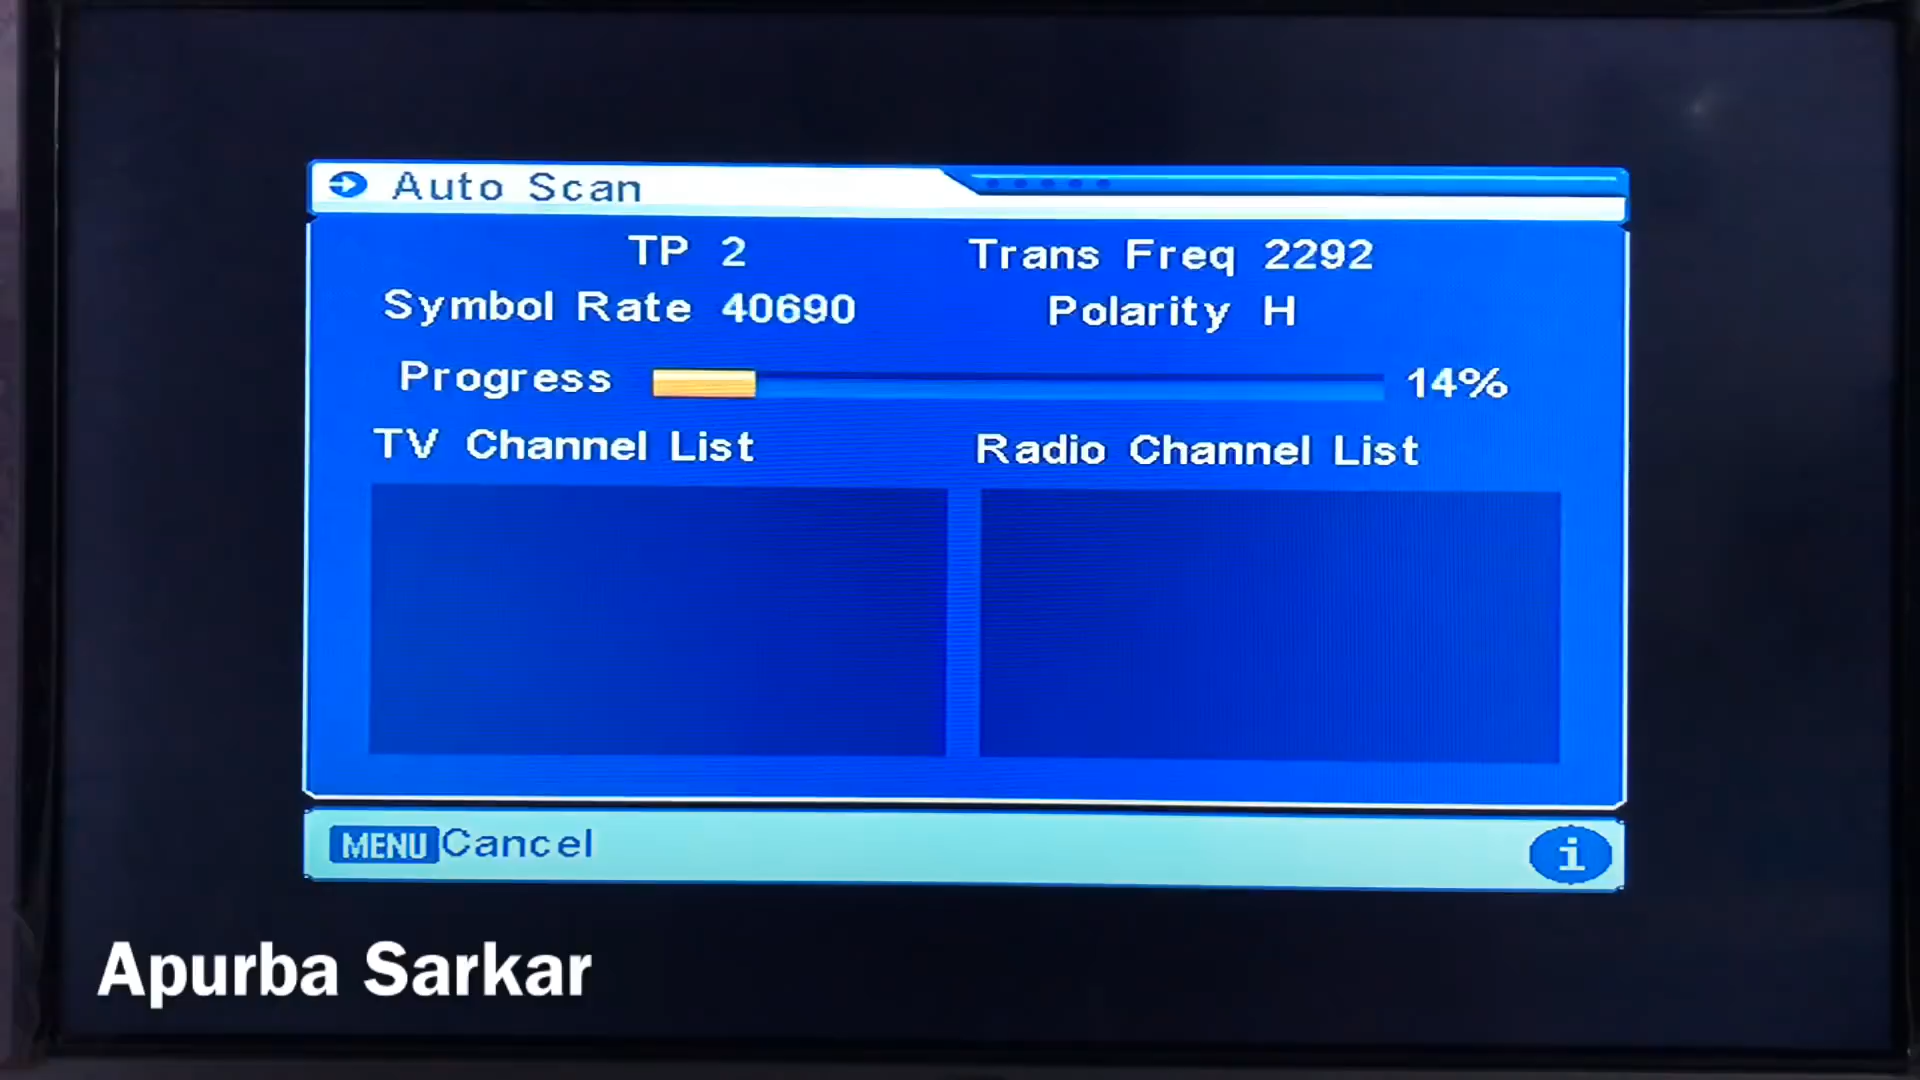 Auto Scan
TP 2
Trans Freq 2292
Symbol Rate 40690
Polarity H
Progress
14%
TV Channel List
Radio Channel List
MENU Cancel
i
Apurba Sarkar